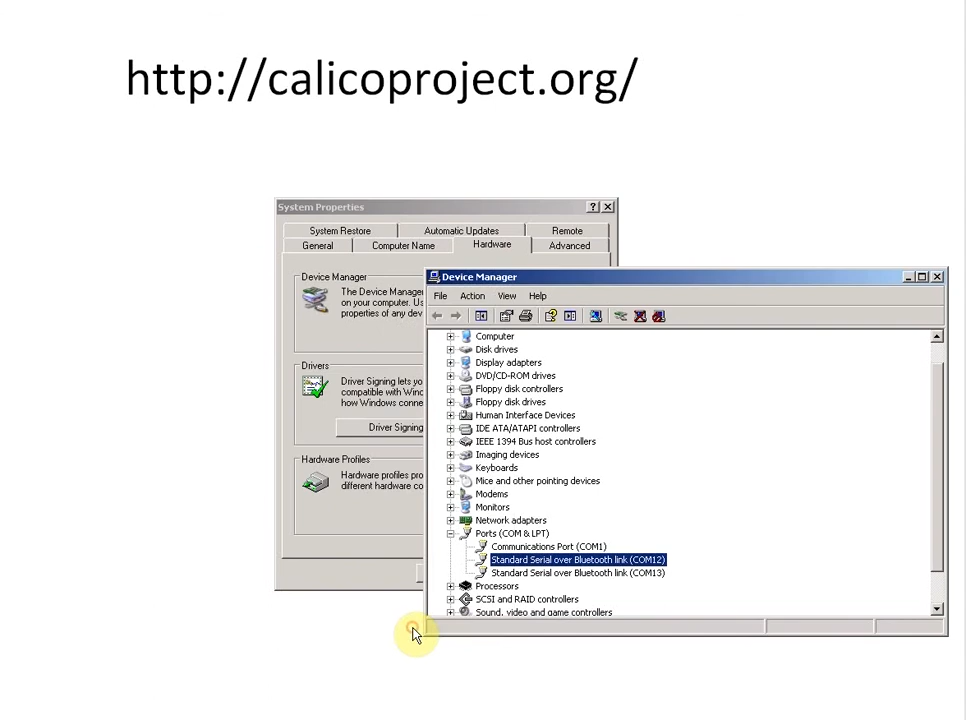 http://calicoproject.org/
System Properties
System Restore
Automatic Updates
Remote
General
Computer Name
Hardware
Advanced
Device Manager
The Device Manager
on your computer. Us
properties of any dev
Drivers
Driver Signing lets yo
compatible with Wind
how Windows conne
Driver Signing
Hardware Profiles
Hardware profiles pro
different hardware co
Device Manager
File Action View Help
Computer
Disk drives
Display adapters
DVD/CD-ROM drives
Floppy disk controllers
Floppy disk drives
Human Interface Devices
IDE ATA/ATAPI controllers
IEEE 1394 Bus host controllers
Imaging devices
Keyboards
Mice and other pointing devices
Modems
Monitors
Network adapters
Ports (COM & LPT)
Communications Port (COM1)
Standard Serial over Bluetooth link (COM12)
Standard Serial over Bluetooth link (COM13)
Processors
SCSI and RAID controllers
Sound, video and game controllers